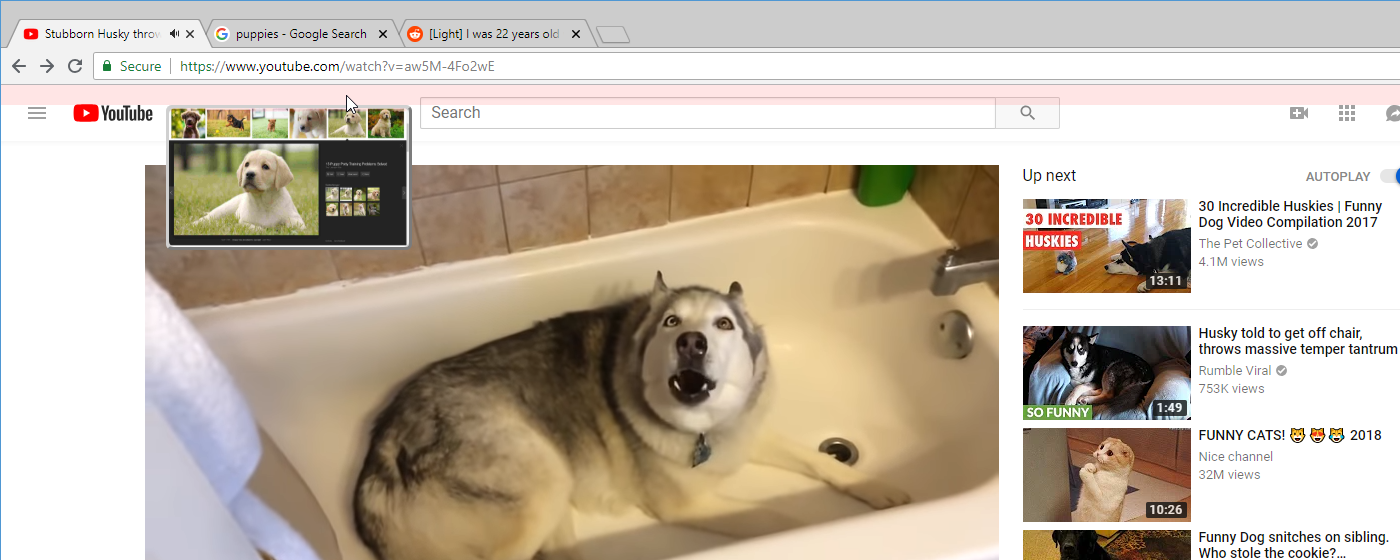 Stubborn Husky throw
puppies - Google Search
[Light] I was 22 years old
Secure
https://www.youtube.com/watch?v=aw5M-4Fo2wE
YouTube
Search
Up next
AUTOPLAY
30 INCREDIBLE
HUSKIES
13:11
30 Incredible Huskies | Funny
Dog Video Compilation 2017
The Pet Collective
4.1M views
SO FUNNY
1:49
Husky told to get off chair,
throws massive temper tantrum
Rumble Viral
753K views
10:26
FUNNY CATS! 😺 😻 😹 2018
Nice channel
32M views
Funny Dog snitches on sibling.
Who stole the cookie?...